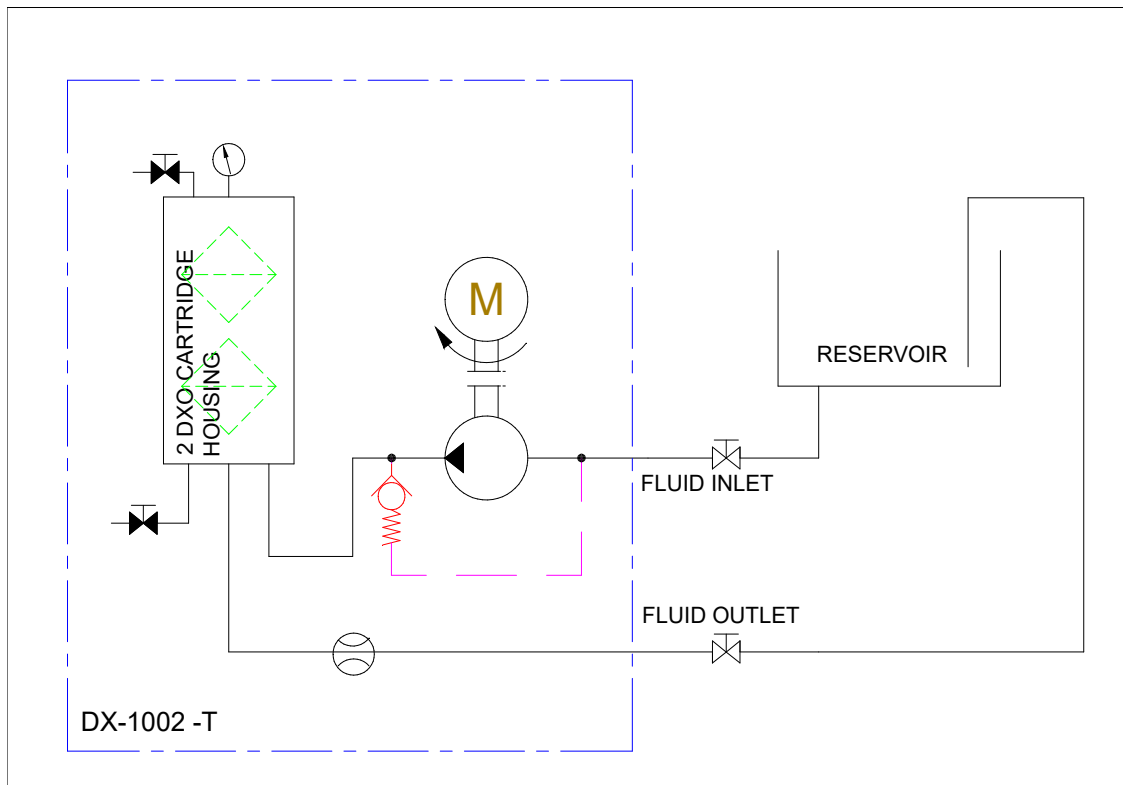 2 DXO CARTRIDGE
HOUSING
M
RESERVOIR
FLUID INLET
FLUID OUTLET
DX-1002 -T